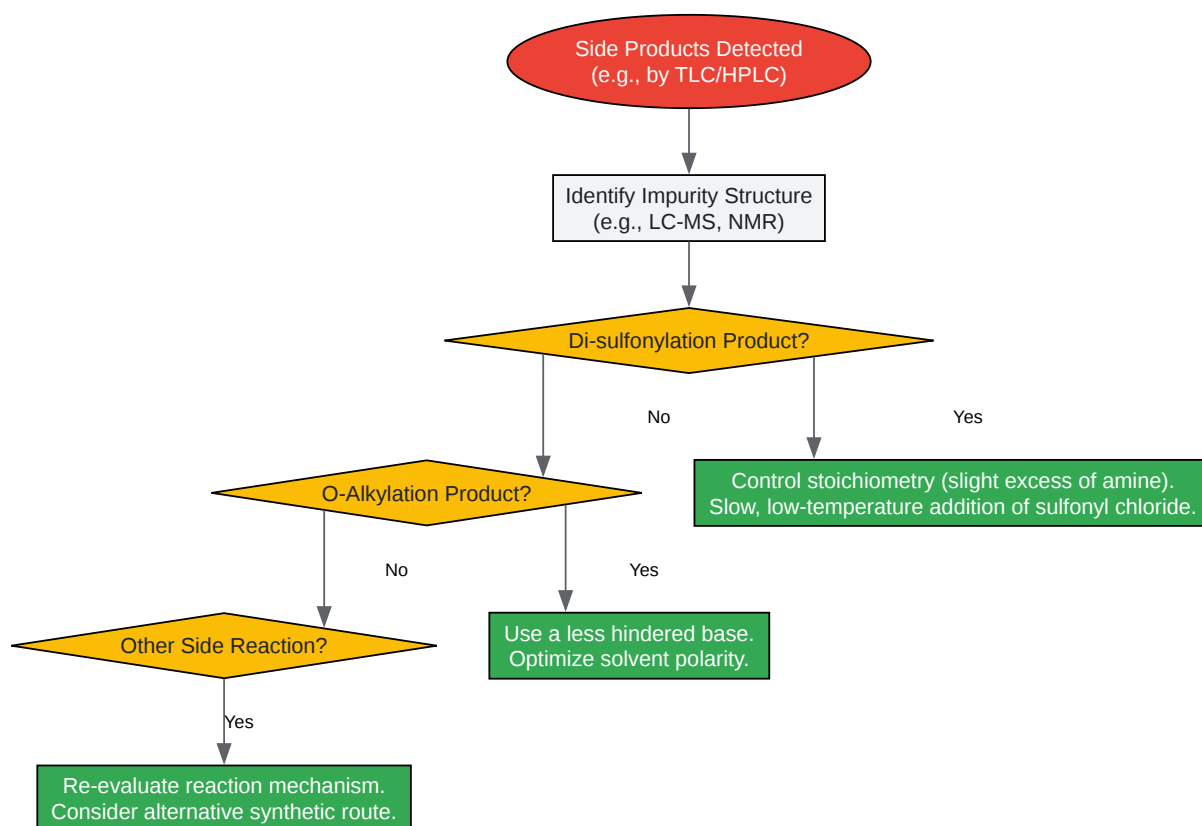 Side Products Detected
(e.g., by TLC/HPLC)
Identify Impurity Structure
(e.g., LC-MS, NMR)
Di-sulfonylation Product?
No
Yes
Control stoichiometry (slight excess of amine).
Slow, low-temperature addition of sulfonyl chloride.
O-Alkylation Product?
No
Yes
Use a less hindered base.
Optimize solvent polarity.
Other Side Reaction?
Yes
Re-evaluate reaction mechanism.
Consider alternative synthetic route.